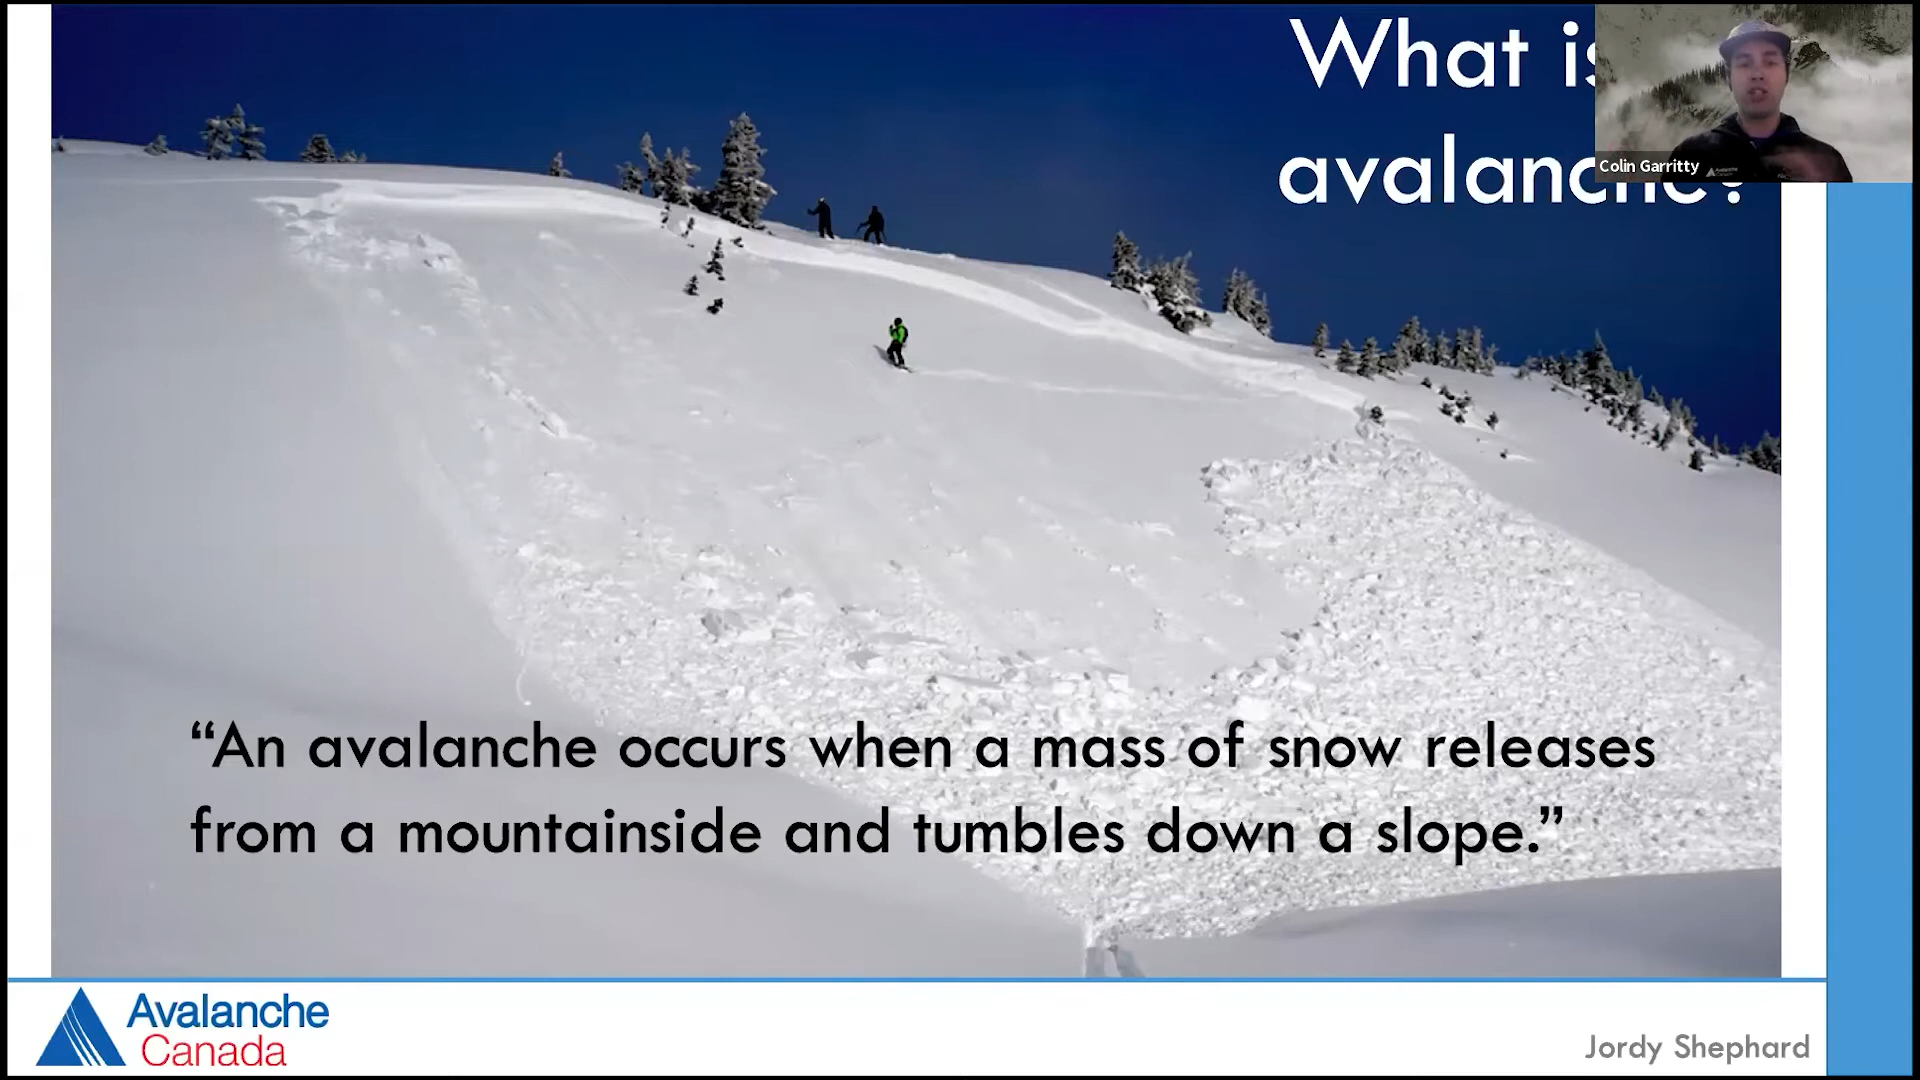 What is
avalanche?
Colin Garritty
“An avalanche occurs when a mass of snow releases
from a mountainside and tumbles down a slope.”
Avalanche
Canada
Jordy Shephard